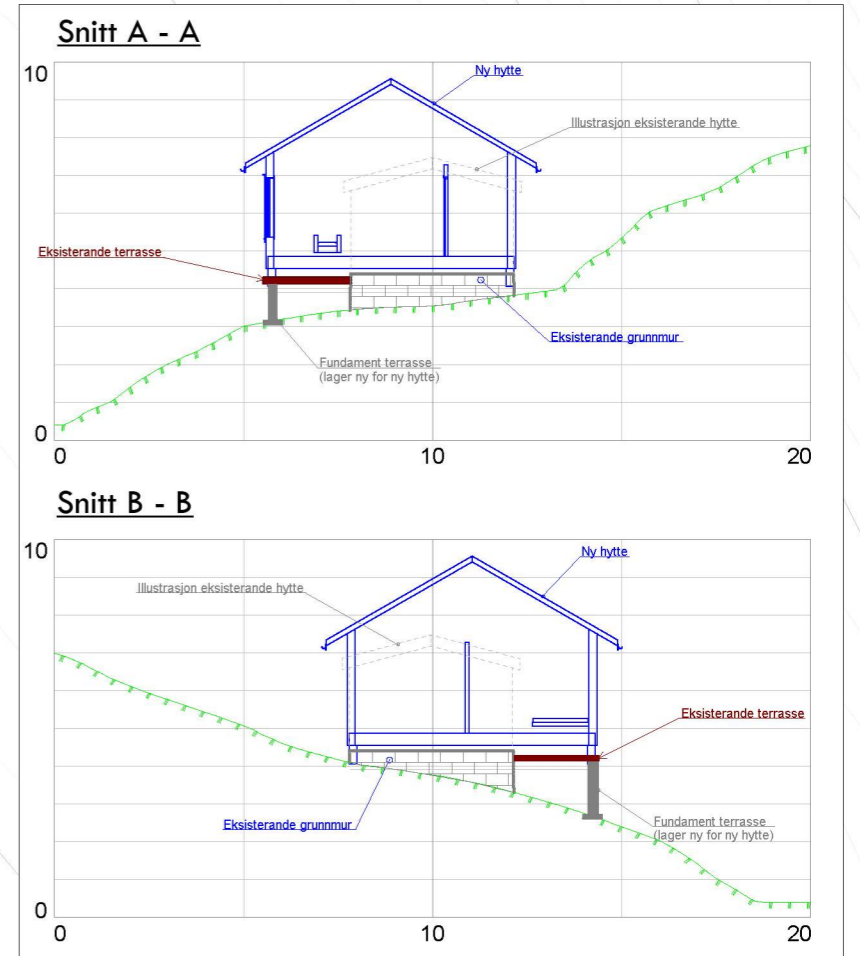 Snitt A - A
10
Ny hytte
Illustrasjon eksisterande hytte
Eksisterande terrasse
Eksisterande grunnmur
Fundament terrasse
(lager ny for ny hytte)
0
0 10 20
Snitt B - B
10
Ny hytte
Illustrasjon eksisterande hytte
Eksisterande terrasse
Eksisterande grunnmur
Fundament terrasse
(lager ny for ny hytte)
0
0 10 20